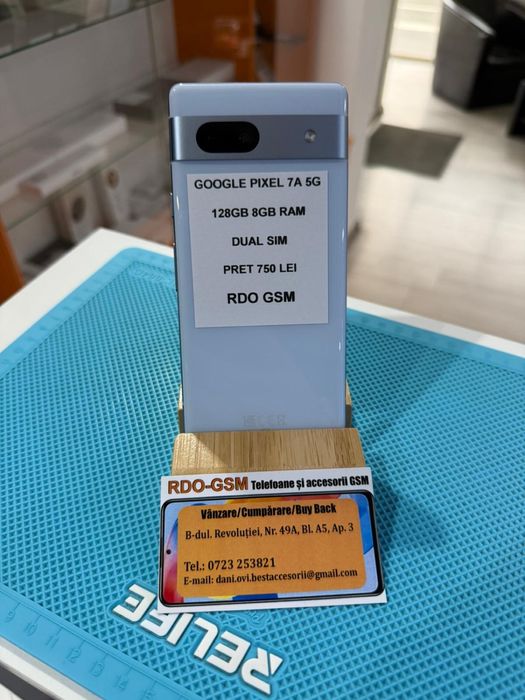 GOOGLE PIXEL 7A 5G
128GB 8GB RAM
DUAL SIM
PRET 750 LEI
RDO GSM
RDO-GSM Telefoane și accesorii GSM
Vânzare/Cumpărare/Buy Back
B-dul. Revoluției, Nr. 49A, Bl. A5, Ap. 3
Tel.: 0723 253821
E-mail: dani.ovi.bestaccesorii@gmail.com
RELIFE